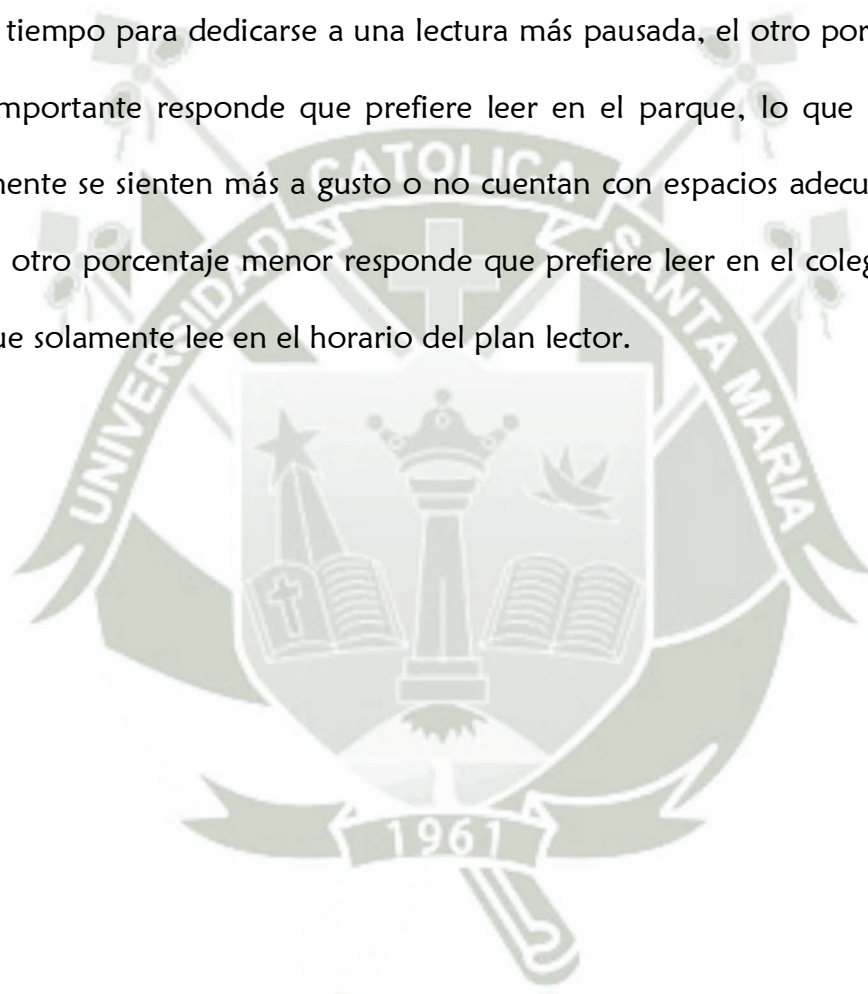 tiempo para dedicarse a una lectura más pausada, el otro por
mportante responde que prefiere leer en el parque, lo que
mente se sienten más a gusto o no cuentan con espacios adecu
otro porcentaje menor responde que prefiere leer en el coleg
ue solamente lee en el horario del plan lector.
UNIVERSIDAD CATOLICA SANTA MARIA
1961